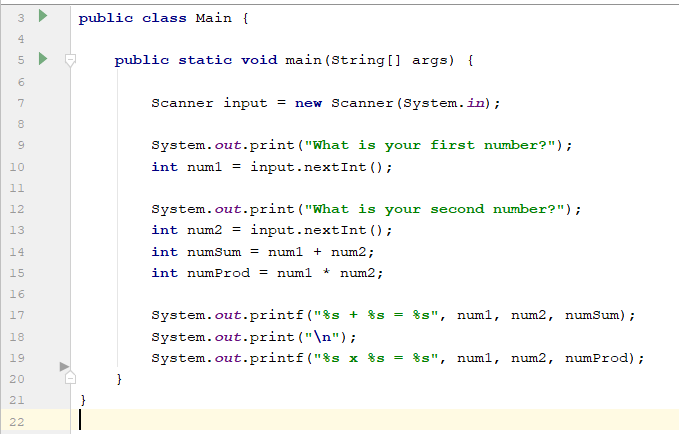 3 public class Main {
4
5 public static void main(String[] args) {
6
7 Scanner input = new Scanner(System.in);
8
9 System.out.print("What is your first number?");
10 int num1 = input.nextInt();
11
12 System.out.print("What is your second number?");
13 int num2 = input.nextInt();
14 int numSum = num1 + num2;
15 int numProd = num1 * num2;
16
17 System.out.printf("%s + %s = %s", num1, num2, numSum);
18 System.out.print("\n");
19 System.out.printf("%s x %s = %s", num1, num2, numProd);
20 }
21 }
22